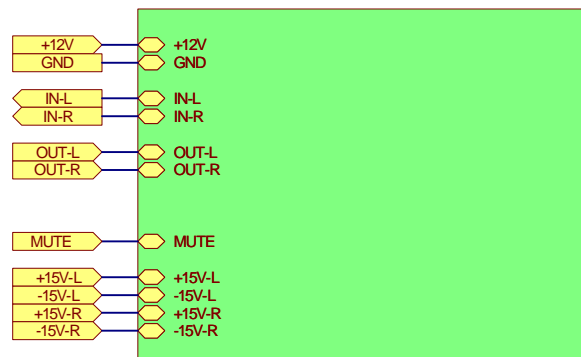 +12V +12V
GND GND
IN-L IN-L
IN-R IN-R
OUT-L OUT-L
OUT-R OUT-R
MUTE MUTE
+15V-L +15V-L
-15V-L -15V-L
+15V-R +15V-R
-15V-R -15V-R